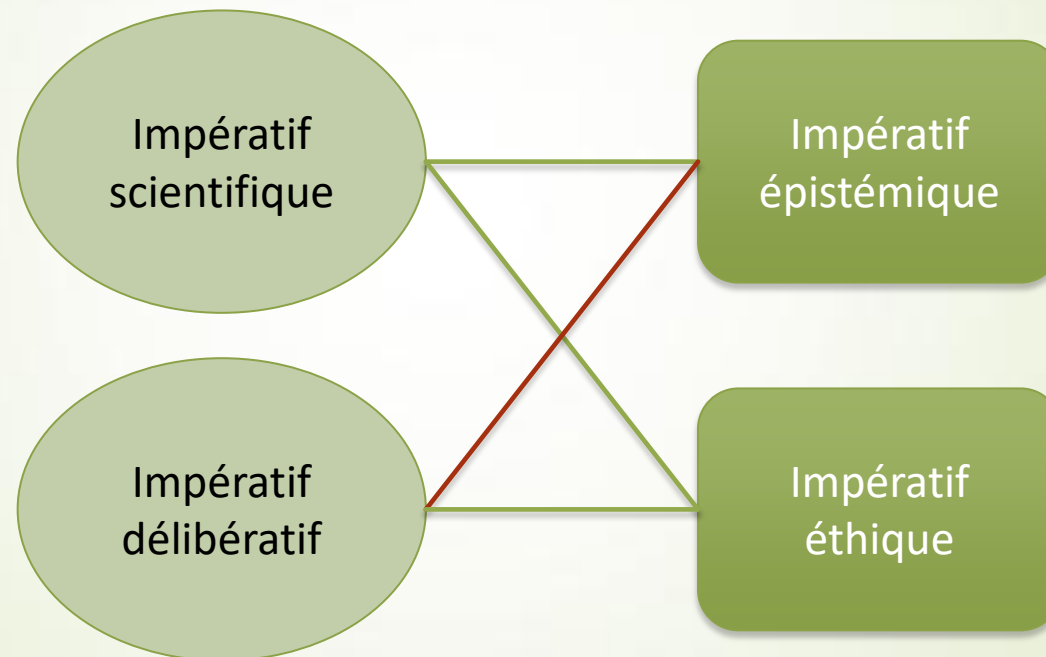 Impératif
scientifique
Impératif
épistémique
Impératif
délibératif
Impératif
éthique